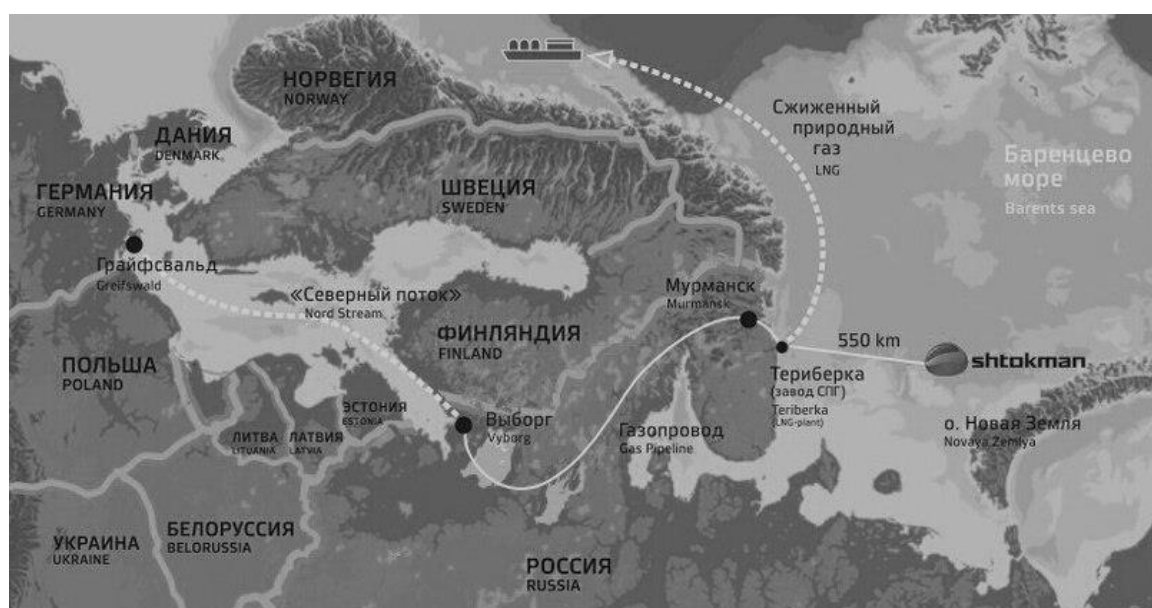 НОРВЕГИЯ
NORWAY
ДАНИЯ
DENMARK
ГЕРМАНИЯ
GERMANY
ШВЕЦИЯ
SWEDEN
Сжиженный
природный
газ
LNG
Баренцево
море
Barents sea
Грайфсвальд
Greifswald
«Северный поток»
Nord Stream
Мурманск
Murmansk
ФИНЛЯНДИЯ
FINLAND
550 km
shtokman
ПОЛЬША
POLAND
Териберка
(завод СПГ)
Teriberka
(LNG-plant)
ЭСТОНИЯ
ESTONIA
Выборг
Vyborg
ЛИТВА
LITUANIA
ЛАТВИЯ
LATVIA
Газопровод
Gas Pipeline
о. Новая Земля
Novaya Zemlya
УКРАИНА
UKRAINE
БЕЛОРУССИЯ
BELORUSSIA
РОССИЯ
RUSSIA